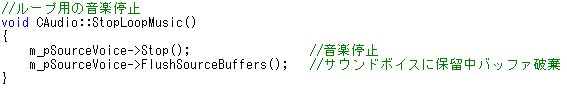 //ループ用の音楽停止
void CAudio::StopLoopMusic()
{
    m_pSourceVoice->Stop();               //音楽停止
    m_pSourceVoice->FlushSourceBuffers();   //サウンドボイスに保留中バッファ破棄
}